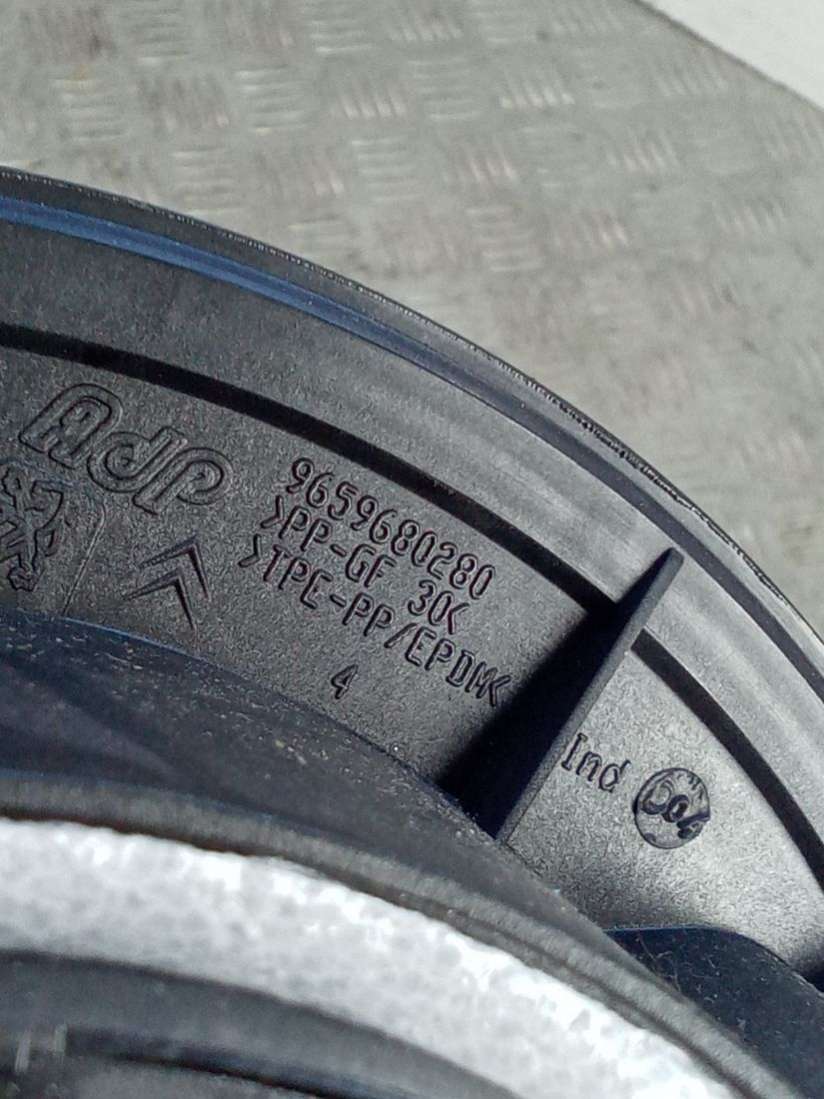 AdP
9659680280
>PP-GF 30<
>TPE-PP/EPDM<
4
Ind